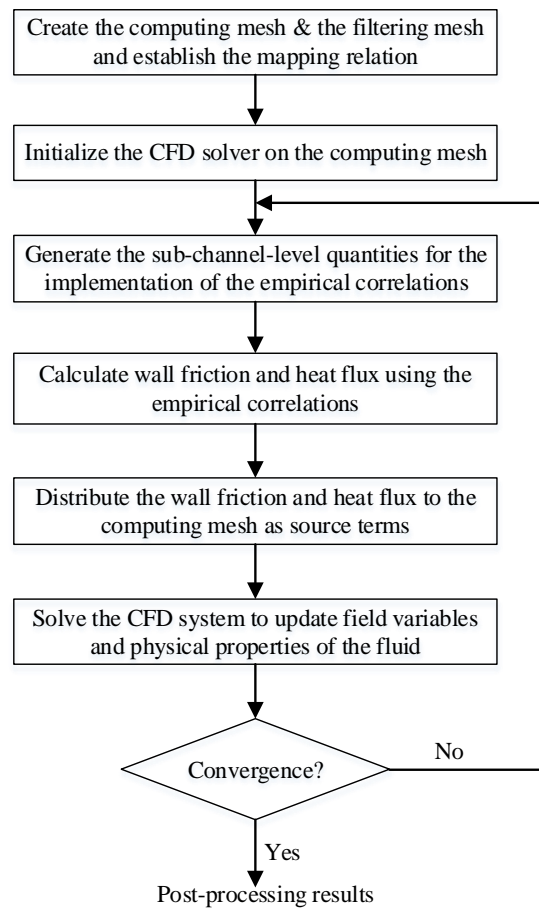 Create the computing mesh & the filtering mesh
and establish the mapping relation
Initialize the CFD solver on the computing mesh
Generate the sub-channel-level quantities for the
implementation of the empirical correlations
Calculate wall friction and heat flux using the
empirical correlations
Distribute the wall friction and heat flux to the
computing mesh as source terms
Solve the CFD system to update field variables
and physical properties of the fluid
Convergence?
No
Yes
Post-processing results